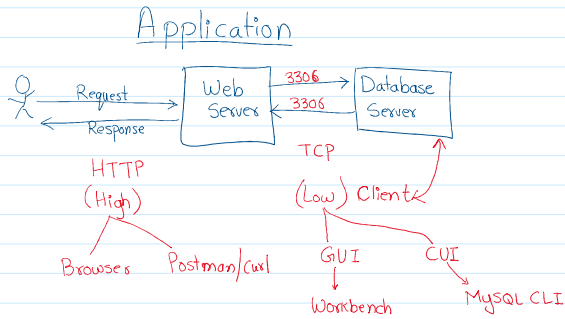 Application
3306
Request
Web Server
Database Server
3306
Response
TCP
HTTP
(High)
(Low) Client
Browser
Postman/curl
GUI
CUI
Workbench
MySQL CLI